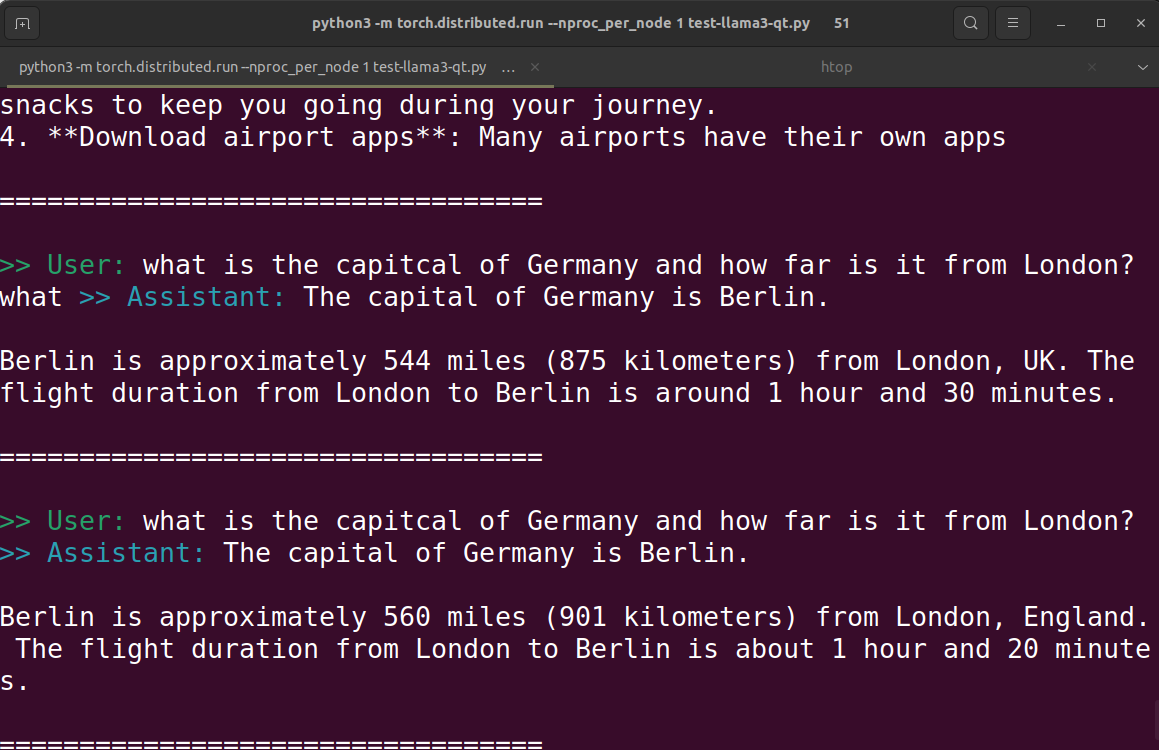 python3 -m torch.distributed.run --nproc_per_node 1 test-llama3-qt.py 51
python3 -m torch.distributed.run --nproc_per_node 1 test-llama3-qt.py ... htop
snacks to keep you going during your journey.
4. **Download airport apps**: Many airports have their own apps
==================================
>> User: what is the capitcal of Germany and how far is it from London?
what >> Assistant: The capital of Germany is Berlin.
Berlin is approximately 544 miles (875 kilometers) from London, UK. The
flight duration from London to Berlin is around 1 hour and 30 minutes.
==================================
>> User: what is the capitcal of Germany and how far is it from London?
>> Assistant: The capital of Germany is Berlin.
Berlin is approximately 560 miles (901 kilometers) from London, England.
The flight duration from London to Berlin is about 1 hour and 20 minute
s.
==================================